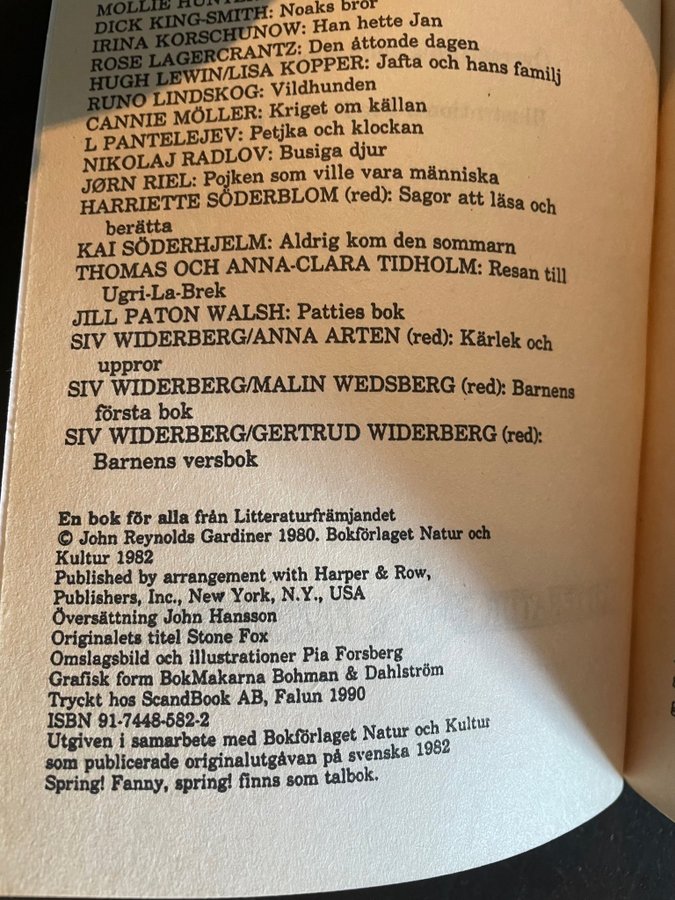 MOLLIE HUNTER
DICK KING-SMITH: Noaks bror
IRINA KORSCHUNOW: Han hette Jan
ROSE LAGERCRANTZ: Den åttonde dagen
HUGH LEWIN/LISA KOPPER: Jafta och hans familj
RUNO LINDSKOG: Vildhunden
CANNIE MÖLLER: Kriget om källan
L PANTELEJEV: Petjka och klockan
NIKOLAJ RADLOV: Busiga djur
JØRN RIEL: Pojken som ville vara människa
HARRIETTE SÖDERBLOM (red): Sagor att läsa och
berätta
KAI SÖDERHJELM: Aldrig kom den sommarn
THOMAS OCH ANNA-CLARA TIDHOLM: Resan till
Ugri-La-Brek
JILL PATON WALSH: Patties bok
SIV WIDERBERG/ANNA ARTEN (red): Kärlek och
uppror
SIV WIDERBERG/MALIN WEDSBERG (red): Barnens
första bok
SIV WIDERBERG/GERTRUD WIDERBERG (red):
Barnens versbok
En bok för alla från Litteraturfrämjandet
© John Reynolds Gardiner 1980. Bokförlaget Natur och
Kultur 1982
Published by arrangement with Harper & Row,
Publishers, Inc., New York, N.Y., USA
Översättning John Hansson
Originalets titel Stone Fox
Omslagsbild och illustrationer Pia Forsberg
Grafisk form BokMakarna Bohman & Dahlström
Tryckt hos ScandBook AB, Falun 1990
ISBN 91-7448-582-2
Utgiven i samarbete med Bokförlaget Natur och Kultur
som publicerade originalutgåvan på svenska 1982
Spring! Fanny, spring! finns som talbok.